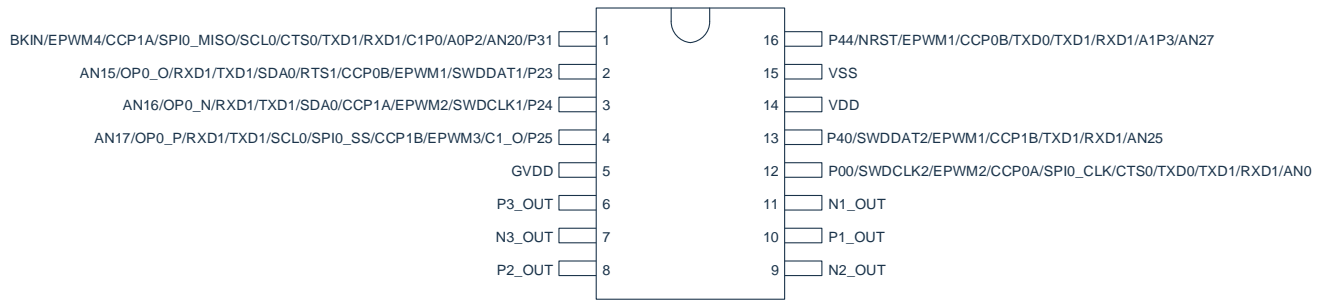 BKIN/EPWM4/CCP1A/SPI0_MISO/SCL0/CTS0/TXD1/RXD1/C1P0/A0P2/AN20/P31 1 16 P44/NRST/EPWM1/CCP0B/TXD0/TXD1/RXD1/A1P3/AN27
AN15/OP0_O/RXD1/TXD1/SDA0/RTS1/CCP0B/EPWM1/SWDDAT1/P23 2 15 VSS
AN16/OP0_N/RXD1/TXD1/SDA0/CCP1A/EPWM2/SWDCLK1/P24 3 14 VDD
AN17/OP0_P/RXD1/TXD1/SCL0/SPI0_SS/CCP1B/EPWM3/C1_O/P25 4 13 P40/SWDDAT2/EPWM1/CCP1B/TXD1/RXD1/AN25
GVDD 5 12 P00/SWDCLK2/EPWM2/CCP0A/SPI0_CLK/CTS0/TXD0/TXD1/RXD1/AN0
P3_OUT 6 11 N1_OUT
N3_OUT 7 10 P1_OUT
P2_OUT 8 9 N2_OUT